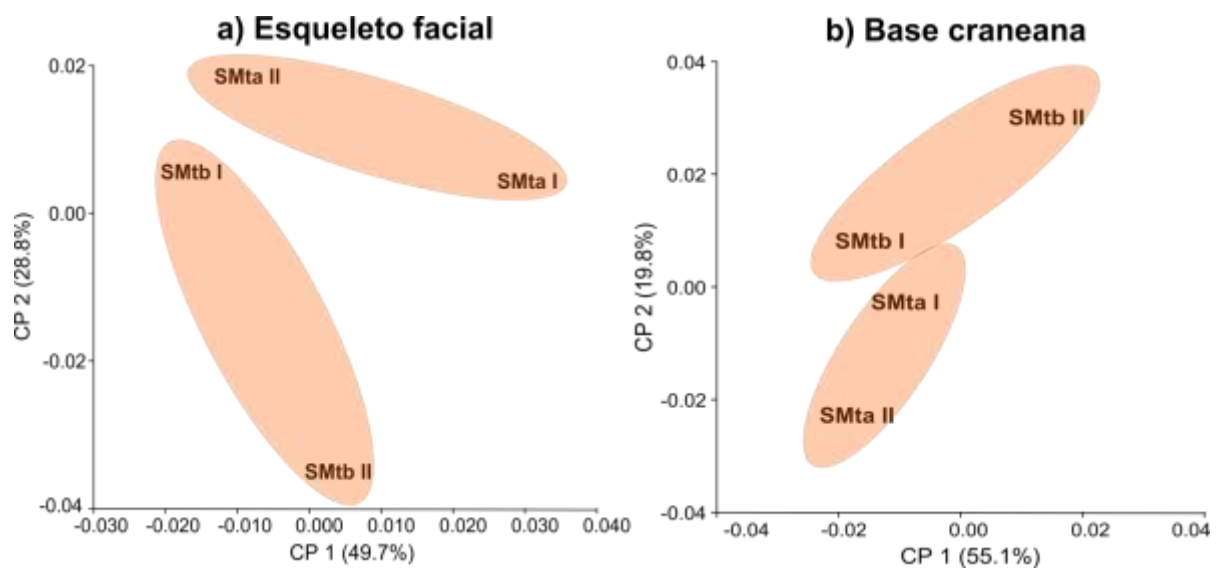 a) Esqueleto facial
0.02
SMta II
SMtb I
SMta I
0.00
CP 2 (28.8%)
-0.02
SMtb II
-0.04
-0.030 -0.020 -0.010 0.000 0.010 0.020 0.030 0.040
CP 1 (49.7%)
b) Base craneana
0.04
SMtb II
0.02
SMtb I
CP 2 (19.8%)
0.00
SMta I
-0.02
SMta II
-0.04
-0.04 -0.02 0.00 0.02 0.04
CP 1 (55.1%)